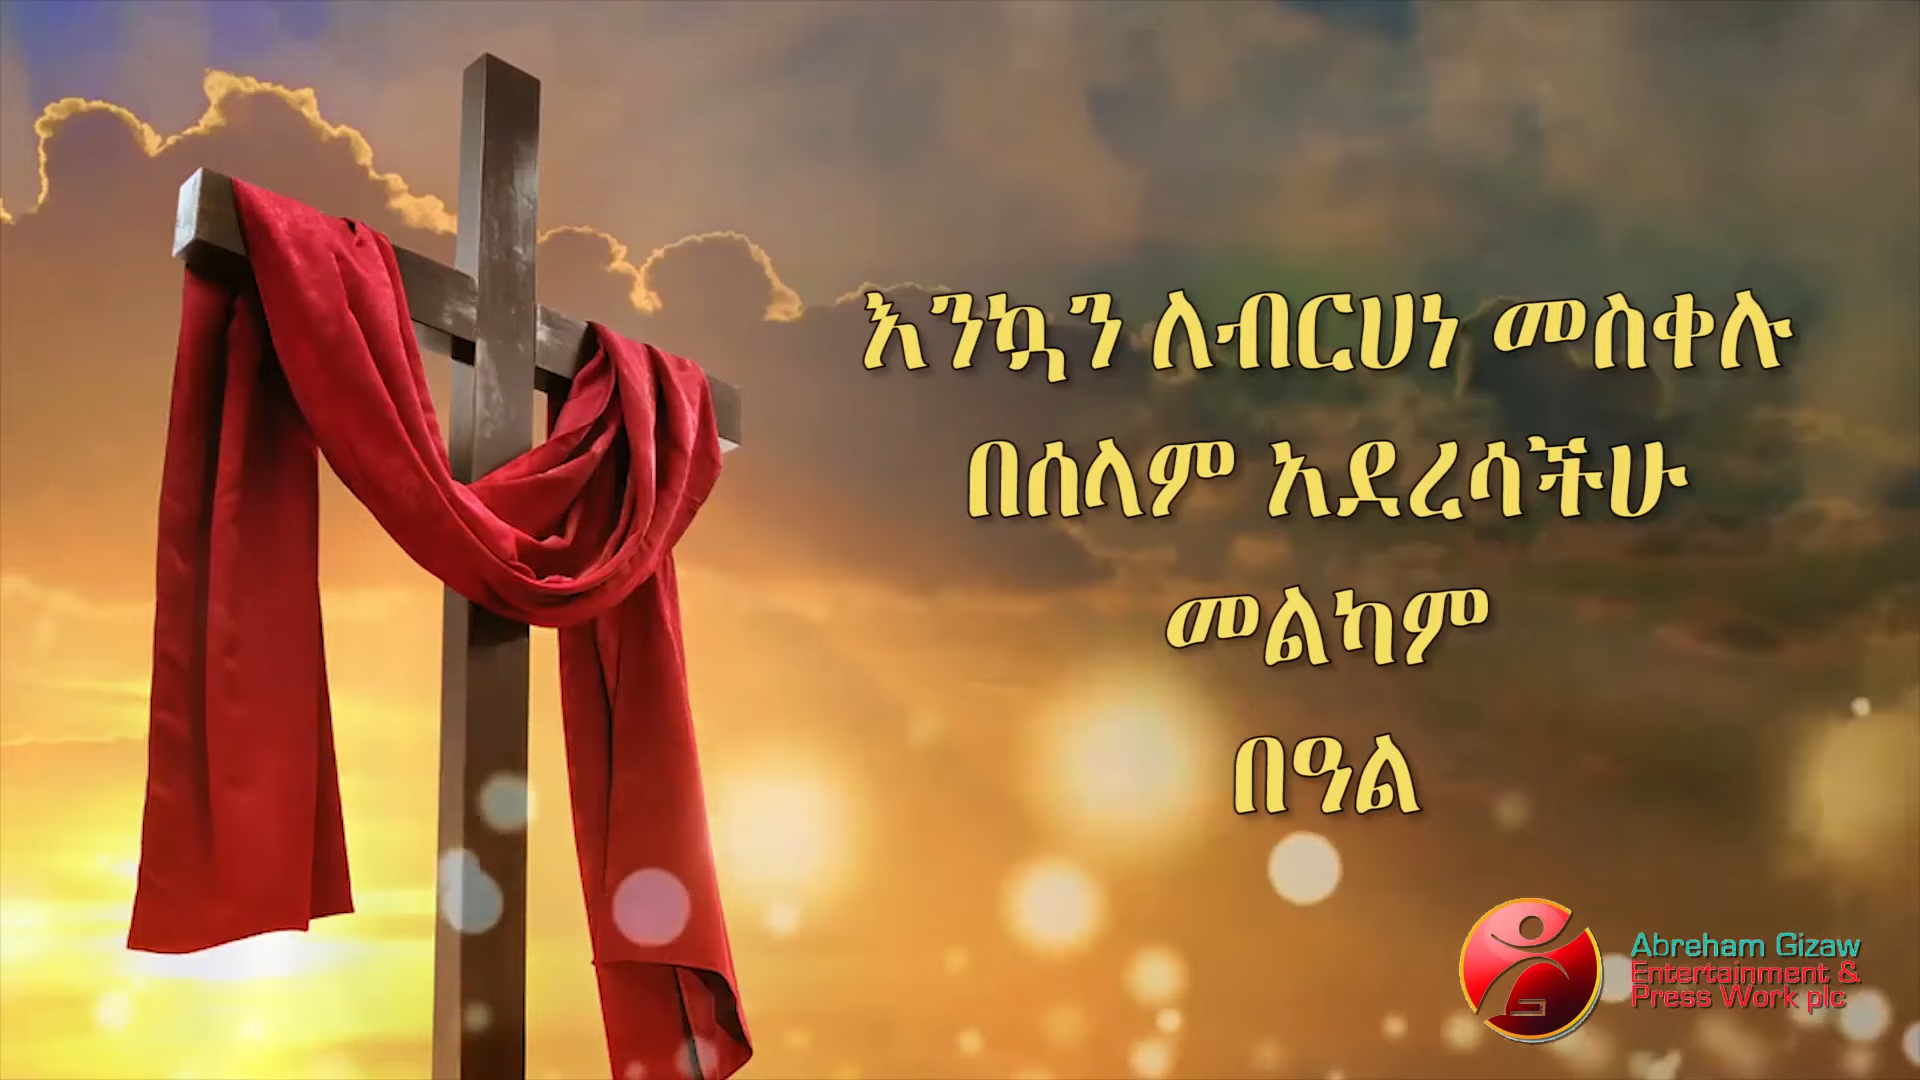 እንኳን ለብርሀነ መስቀሉ
በሰላም አደረሳችሁ
መልካም
በዓል
Abreham Gizaw
Entertainment &
Press Work plc